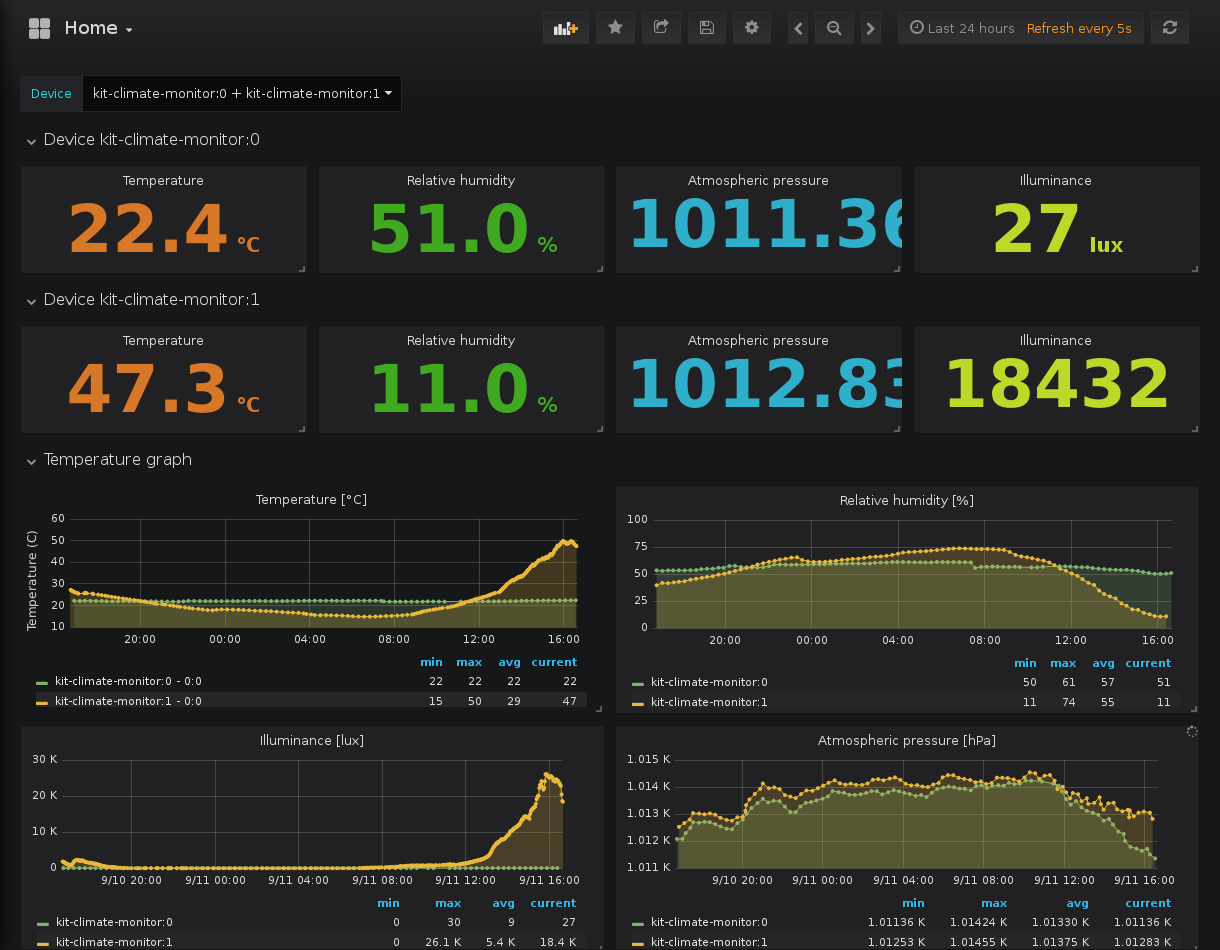 Home
Last 24 hours Refresh every 5s
Device kit-climate-monitor:0 + kit-climate-monitor:1
Device kit-climate-monitor:0
Temperature Relative humidity Atmospheric pressure Illuminance
22.4 °C 51.0 % 1011.36 27 lux
Device kit-climate-monitor:1
Temperature Relative humidity Atmospheric pressure Illuminance
47.3 °C 11.0 % 1012.83 18432
Temperature graph
Temperature [°C]
Temperature (C)
60
50
40
30
20
10
20:00 00:00 04:00 08:00 12:00 16:00
min max avg current
kit-climate-monitor:0 - 0:0 22 22 22 22
kit-climate-monitor:1 - 0:0 15 50 29 47
Relative humidity [%]
100
75
50
25
0
20:00 00:00 04:00 08:00 12:00 16:00
min max avg current
kit-climate-monitor:0 50 61 57 51
kit-climate-monitor:1 11 74 55 11
Illuminance [lux]
30 K
20 K
10 K
0
9/10 20:00 9/11 00:00 9/11 04:00 9/11 08:00 9/11 12:00 9/11 16:00
min max avg current
kit-climate-monitor:0 0 30 9 27
kit-climate-monitor:1 0 26.1 K 5.4 K 18.4 K
Atmospheric pressure [hPa]
1.015 K
1.014 K
1.013 K
1.012 K
1.011 K
9/10 20:00 9/11 00:00 9/11 04:00 9/11 08:00 9/11 12:00 9/11 16:00
min max avg current
kit-climate-monitor:0 1.01136 K 1.01424 K 1.01330 K 1.01136 K
kit-climate-monitor:1 1.01253 K 1.01455 K 1.01375 K 1.01283 K